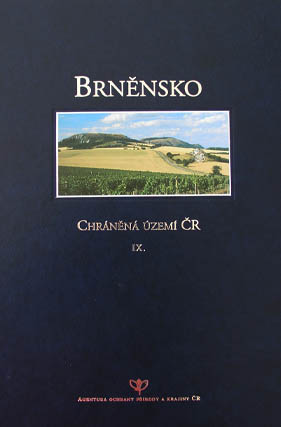 BRNĚNSKO
CHRÁNĚNÁ ÚZEMÍ ČR
IX.
AGENTURA OCHRANY PŘÍRODY A KRAJINY ČR